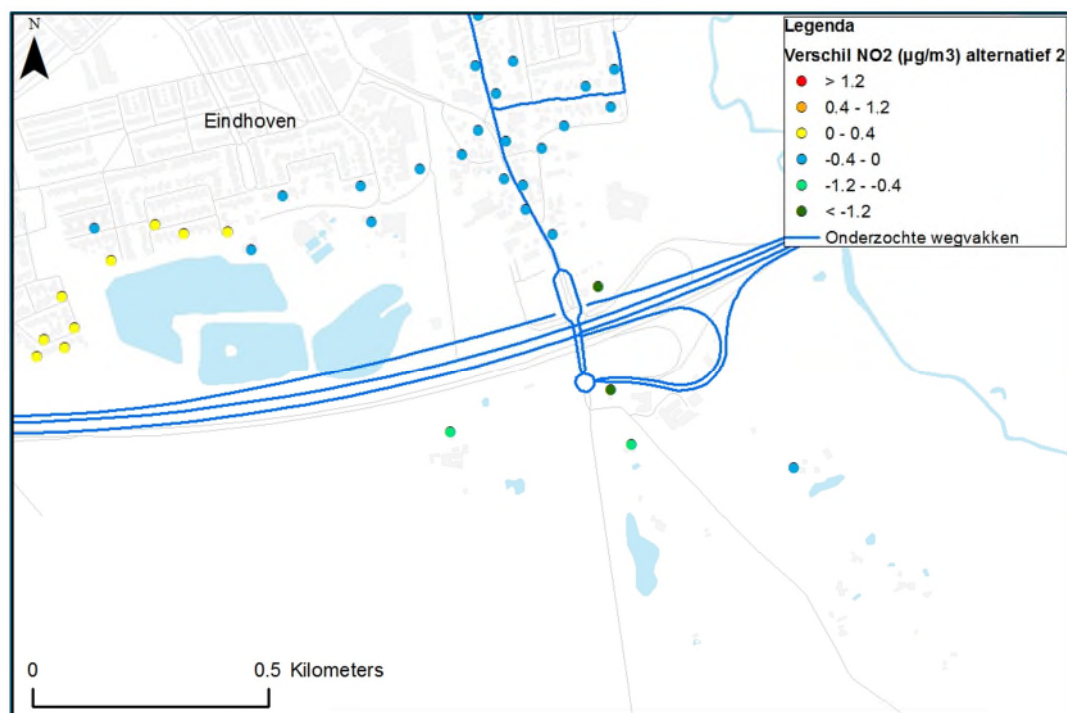 N
Eindhoven
Legenda
Verschil NO2 (µg/m3) alternatief 2
> 1.2
0.4 - 1.2
0 - 0.4
-0.4 - 0
-1.2 - -0.4
< -1.2
Onderzochte wegvakken
0 0.5 Kilometers